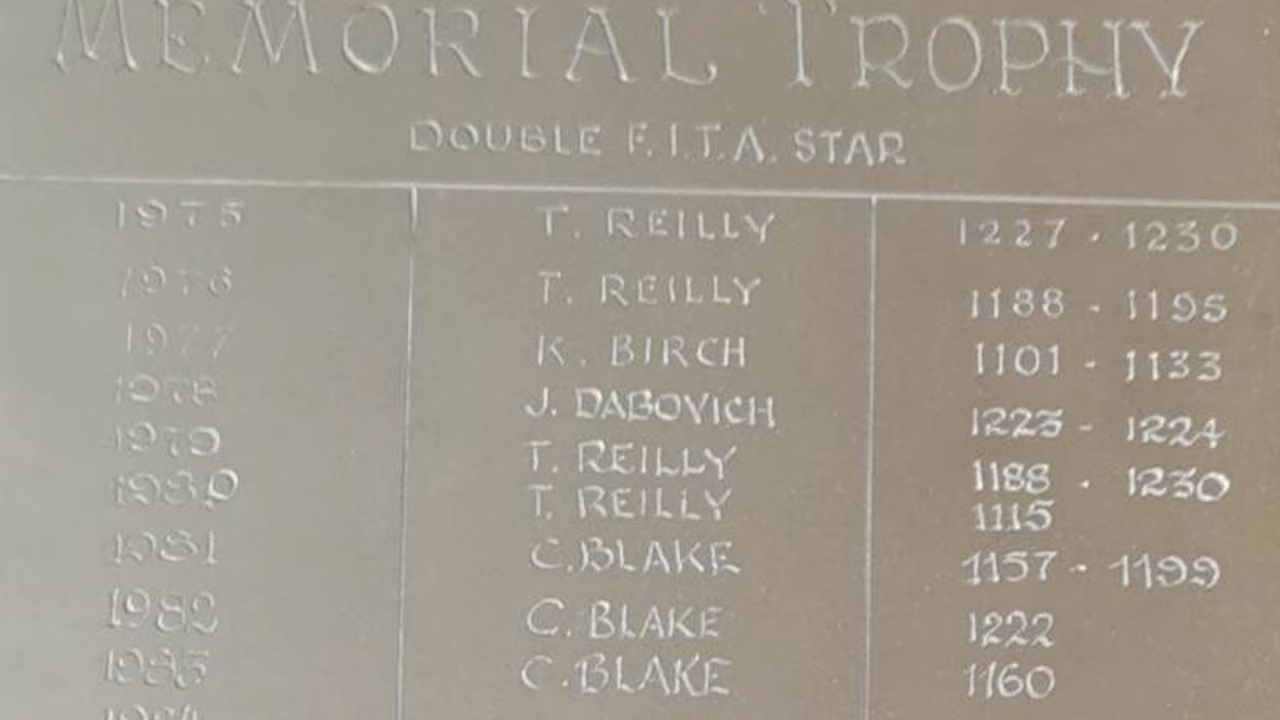 MEMORIAL TROPHY
DOUBLE F.I.T.A. STAR
1975 T. REILLY 1227 - 1230
1976 T. REILLY 1188 - 1195
1977 K. BIRCH 1101 - 1133
1978 J. DABOVICH 1223 - 1224
1979 T. REILLY 1188 - 1230
1980 T. REILLY 1115
1981 C. BLAKE 1157 - 1199
1982 C. BLAKE 1222
1983 C. BLAKE 1160